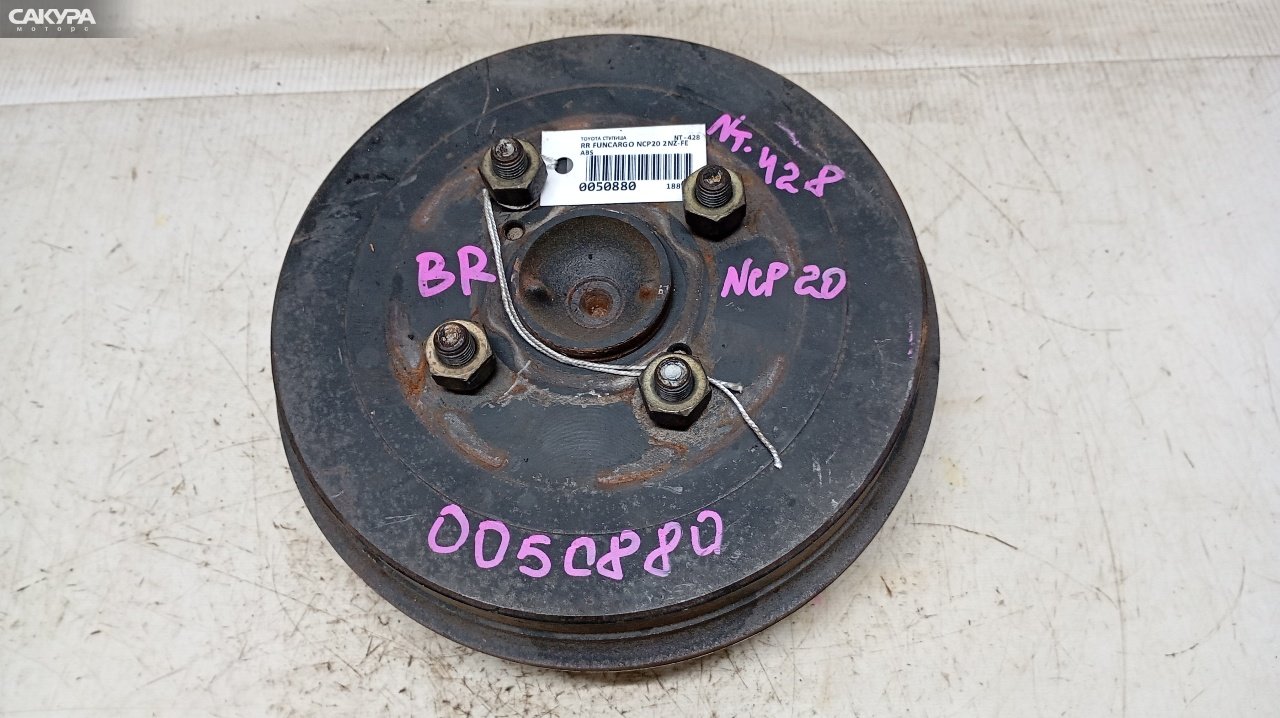 САКУРА
МОТОРС
TOYOTA СТУПИЦА NT-428
RR FUNCARGO NCP20 2NZ-FE
ABS
0050880
NT-428
BR
NCP 20
0050880